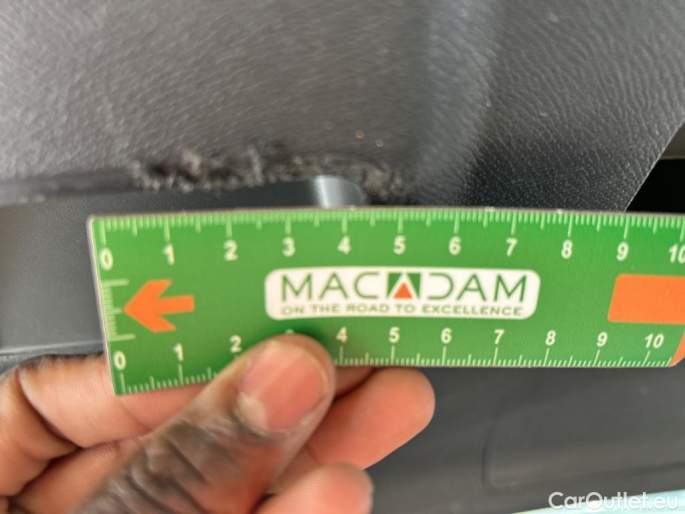 0 1 2 3 4 5 6 7 8 9 10
MACADAM
ON THE ROAD TO EXCELLENCE
0 1 2 3 4 5 6 7 8 9 10
CarOutlet.eu